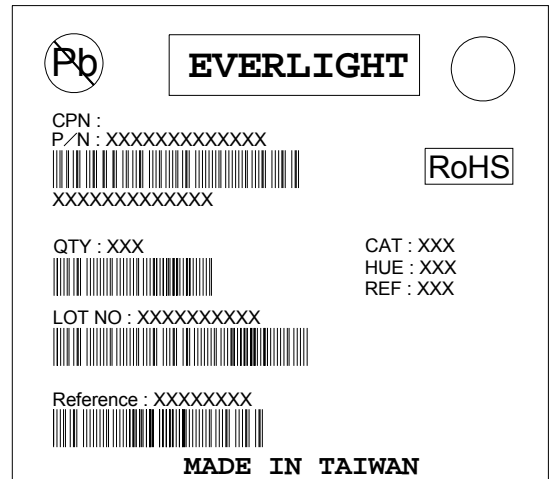 Pb
EVERLIGHT
CPN :
P/N : XXXXXXXXXXXXX
RoHS
XXXXXXXXXXXXX
QTY : XXX
CAT : XXX
HUE : XXX
REF : XXX
LOT NO : XXXXXXXXXX
Reference : XXXXXXXX
MADE IN TAIWAN